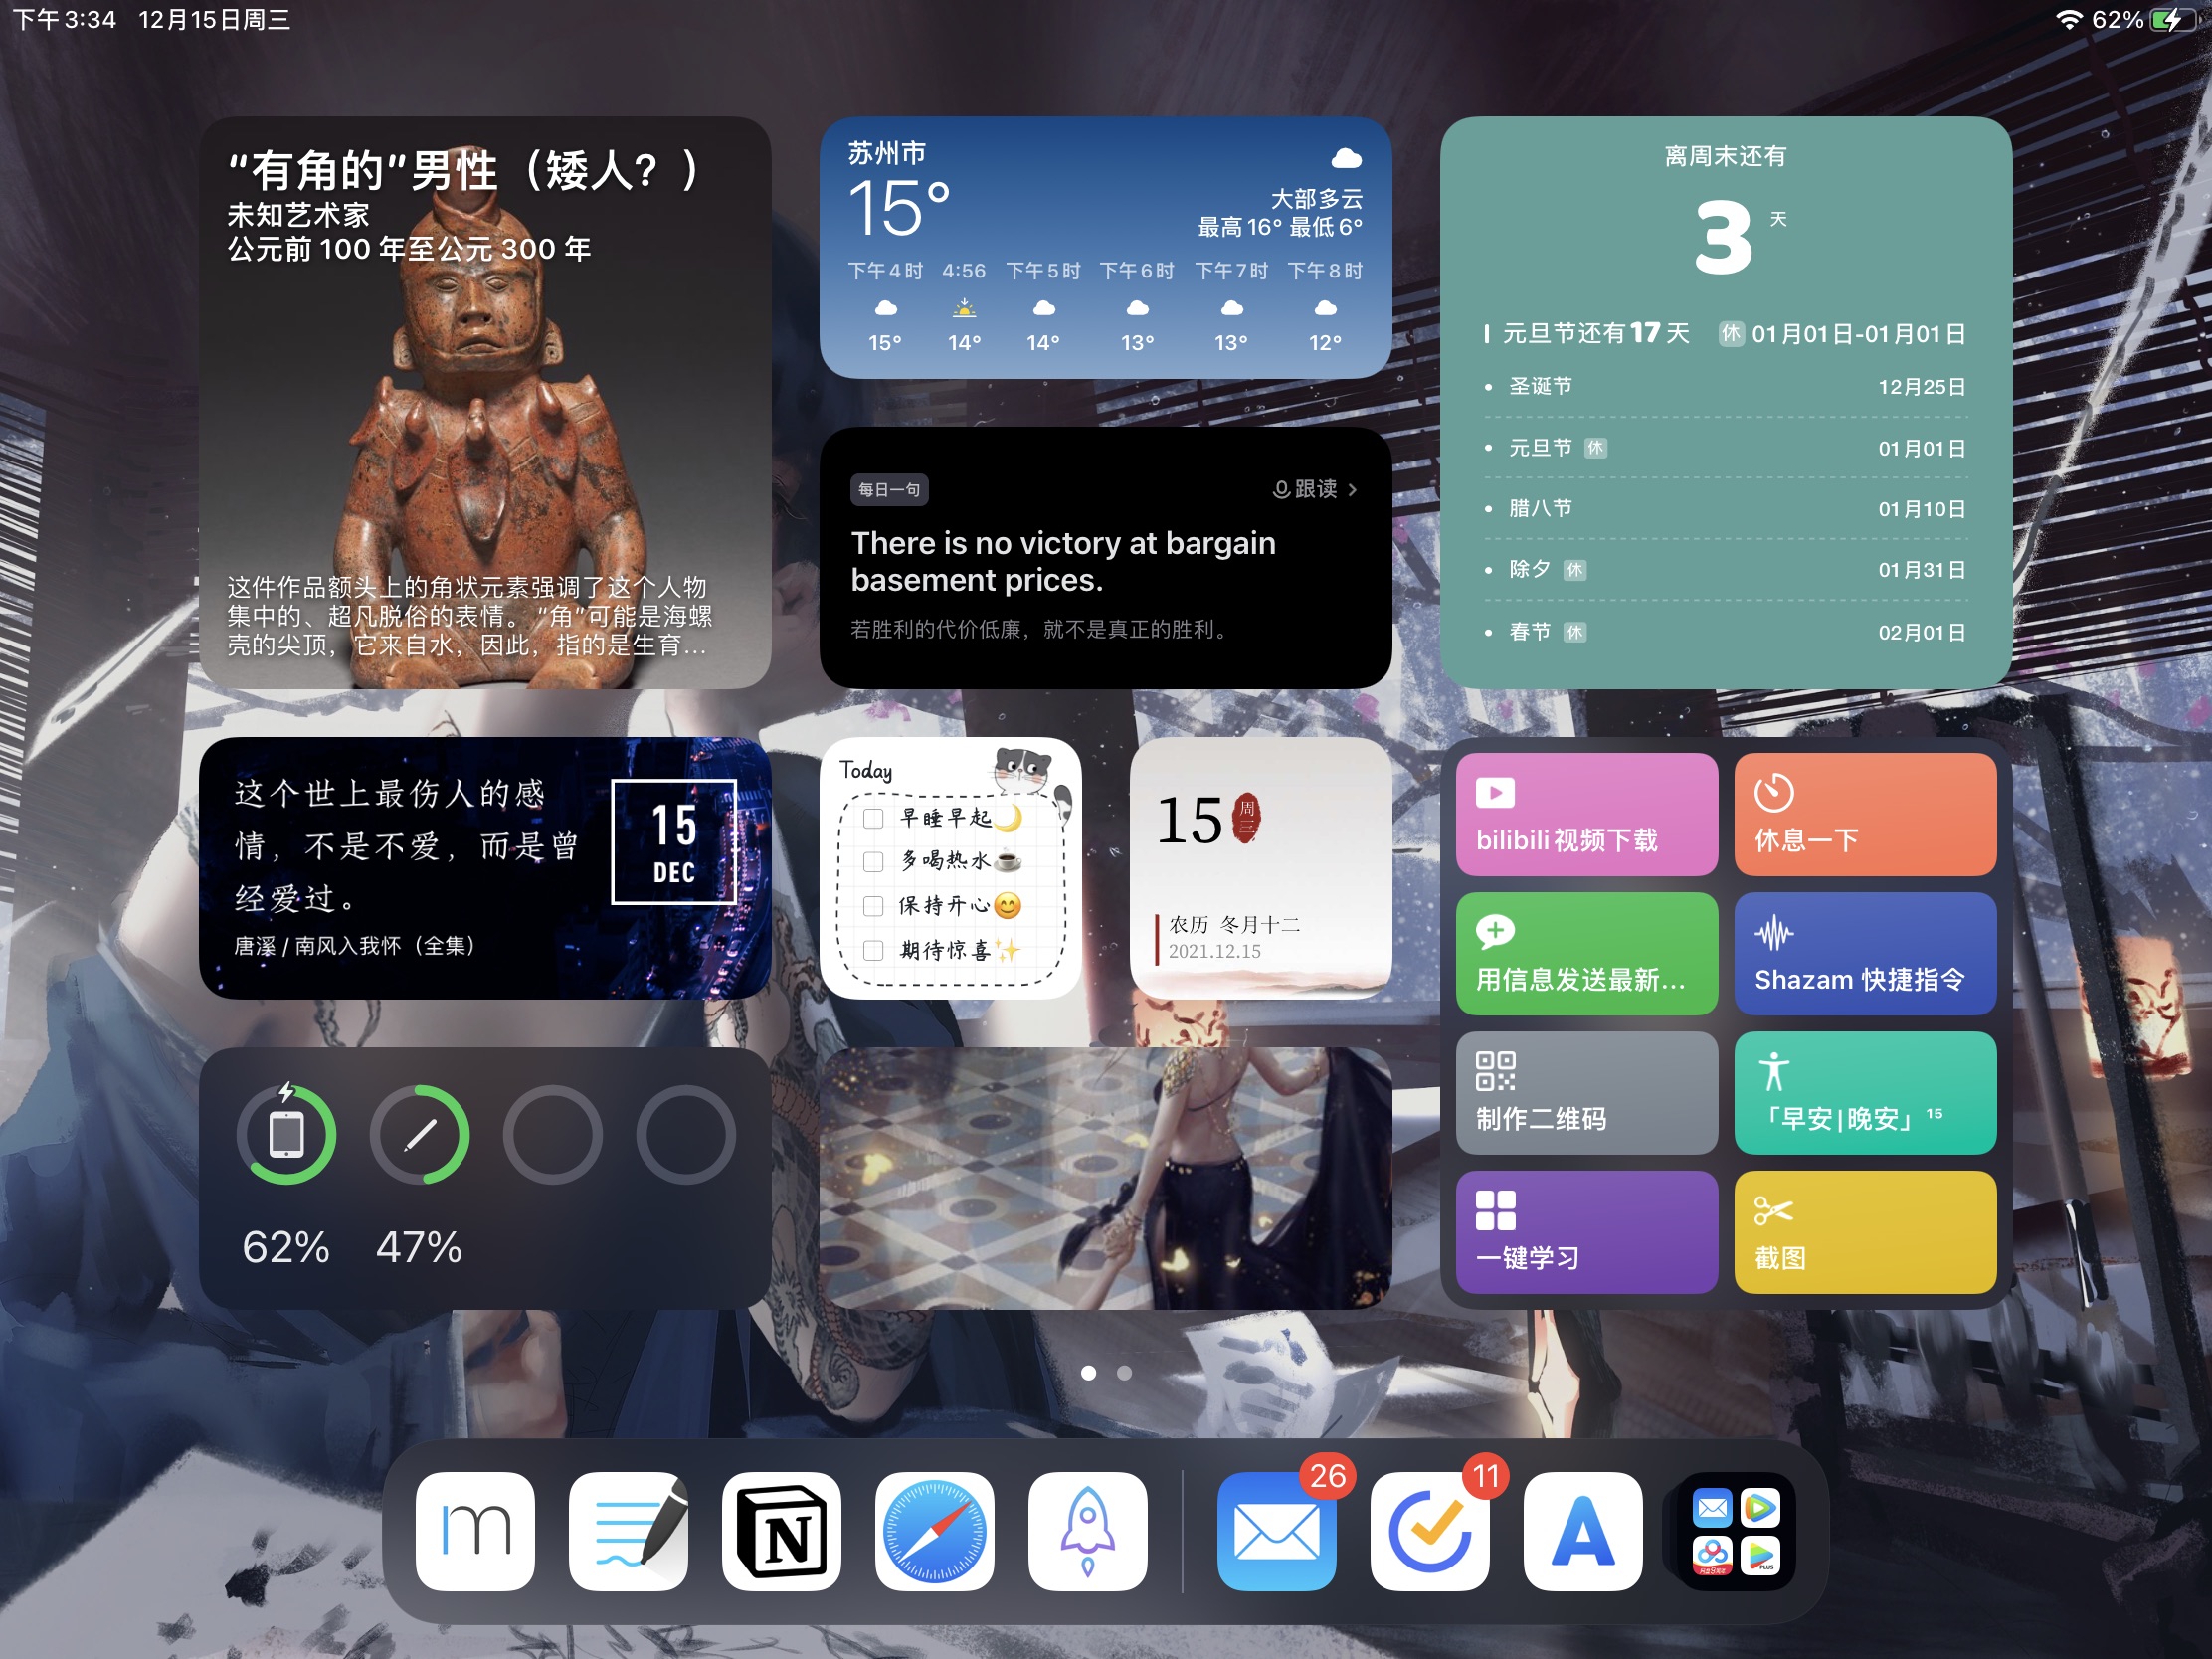 下午3:34 12月15日周三
62%
“有角的”男性（矮人？）
未知艺术家
公元前 100 年至公元 300 年
这件作品额头上的角状元素强调了这个人物
集中的、超凡脱俗的表情。“角”可能是海螺
壳的尖顶，它来自水，因此，指的是生育...
苏州市
15°
大部多云
最高16° 最低6°
下午4时 4:56 下午5时 下午6时 下午7时 下午8时
15° 14° 14° 13° 13° 12°
每日一句
跟读
There is no victory at bargain
basement prices.
若胜利的代价低廉，就不是真正的胜利。
离周末还有
3 天
元旦节还有17天 休 01月01日-01月01日
圣诞节 12月25日
元旦节 休 01月01日
腊八节 01月10日
除夕 休 01月31日
春节 休 02月01日
这个世上最伤人的感
情，不是不爱，而是曾
经爱过。
唐溪 / 南风入我怀（全集）
15
DEC
Today
早睡早起🌙
多喝热水☕
保持开心😊
期待惊喜✨
15 周三
农历 冬月十二
2021.12.15
bilibili 视频下载
休息一下
用信息发送最新...
Shazam 快捷指令
制作二维码
「早安|晚安」¹⁵
一键学习
截图
62% 47%
m
N
26
11
A
PLUS